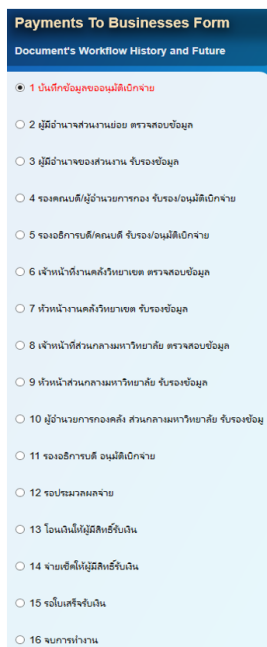 Payments To Businesses Form
Document's Workflow History and Future
1 บันทึกข้อมูลขออนุมัติเบิกจ่าย
2 ผู้มีอำนาจส่วนงานย่อย ตรวจสอบข้อมูล
3 ผู้มีอำนาจของส่วนงาน รับรองข้อมูล
4 รองคณบดี/ผู้อำนวยการกอง รับรอง/อนุมัติเบิกจ่าย
5 รองอธิการบดี/คณบดี รับรอง/อนุมัติเบิกจ่าย
6 เจ้าหน้าที่งานคลังวิทยาเขต ตรวจสอบข้อมูล
7 หัวหน้างานคลังวิทยาเขต รับรองข้อมูล
8 เจ้าหน้าที่ส่วนกลางมหาวิทยาลัย ตรวจสอบข้อมูล
9 หัวหน้าส่วนกลางมหาวิทยาลัย รับรองข้อมูล
10 ผู้อำนวยการกองคลัง ส่วนกลางมหาวิทยาลัย รับรองข้อมู
11 รองอธิการบดี อนุมัติเบิกจ่าย
12 รอประมวลผลจ่าย
13 โอนเงินให้ผู้มีสิทธิ์รับเงิน
14 จ่ายเช็คให้ผู้มีสิทธิ์รับเงิน
15 รอใบเสร็จรับเงิน
16 จบการทำงาน